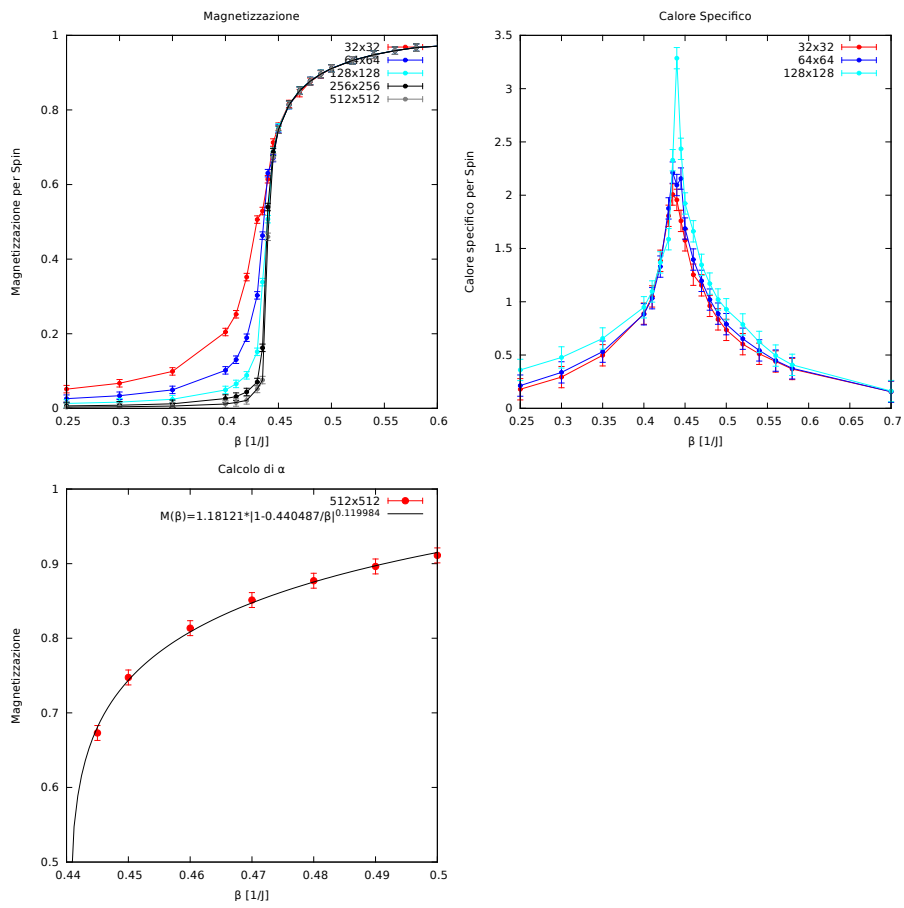 Magnetizzazione
1
0.8
0.6
0.4
0.2
0
Magnetizzazione per Spin
32x32
64x64
128x128
256x256
512x512
0.25 0.3 0.35 0.4 0.45 0.5 0.55 0.6
β [1/J]
Calore Specifico
3.5
3
2.5
2
1.5
1
0.5
0
Calore specifico per Spin
32x32
64x64
128x128
0.25 0.3 0.35 0.4 0.45 0.5 0.55 0.6 0.65 0.7
β [1/J]
Calcolo di α
1
0.9
0.8
0.7
0.6
0.5
Magnetizzazione
512x512
M(β)=1.18121*|1-0.440487/β|^0.119984
0.44 0.45 0.46 0.47 0.48 0.49 0.5
β [1/J]